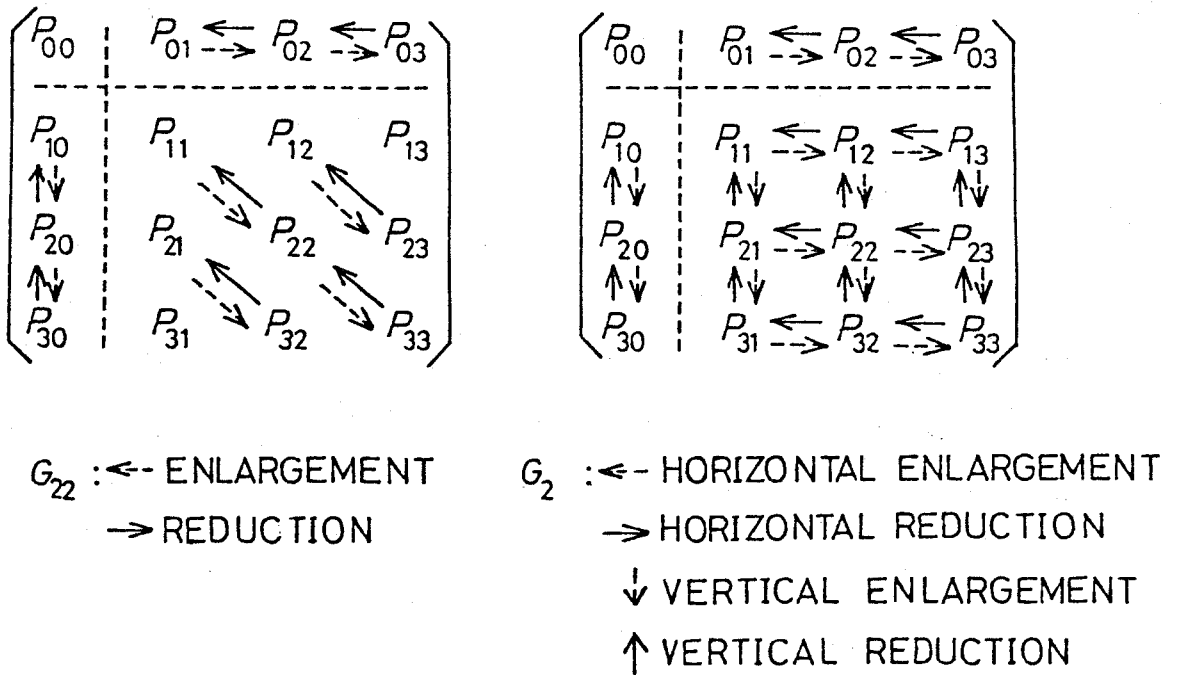 P00 P01 P02 P03
P10 P11 P12 P13
P20 P21 P22 P23
P30 P31 P32 P33
P00 P01 P02 P03
P10 P11 P12 P13
P20 P21 P22 P23
P30 P31 P32 P33
G22 : ENLARGEMENT
REDUCTION
G2 : HORIZONTAL ENLARGEMENT
HORIZONTAL REDUCTION
VERTICAL ENLARGEMENT
VERTICAL REDUCTION